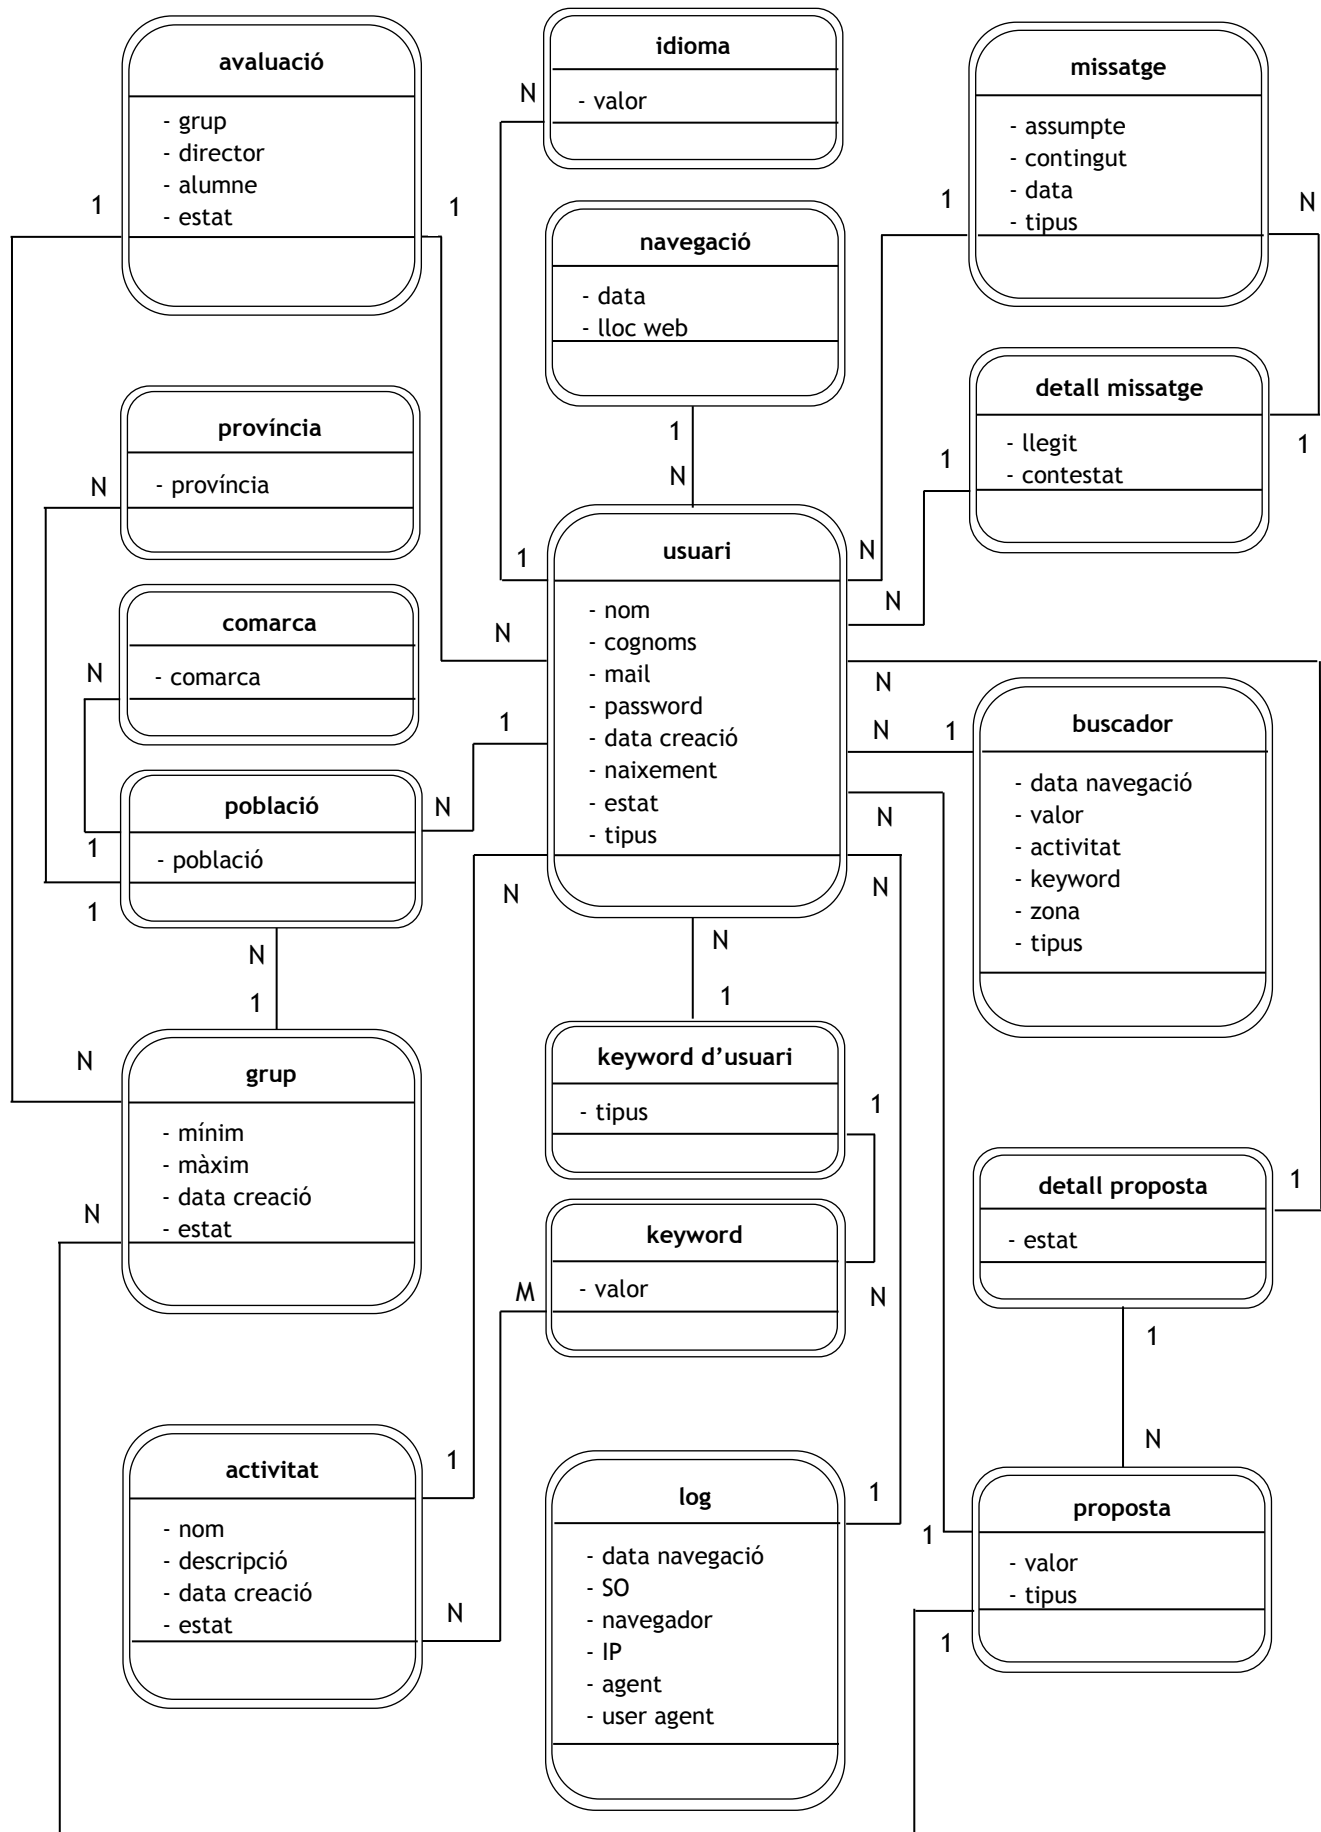 avaluació
- grup
- director
- alumne
- estat
1
1
idioma
- valor
N
missatge
- assumpte
- contingut
- data
- tipus
1
N
navegació
- data
- lloc web
1
N
detall missatge
- llegit
- contestat
1
1
província
- província
N
comarca
- comarca
N
població
- població
1
1
N
N
usuari
- nom
- cognoms
- mail
- password
- data creació
- naixement
- estat
- tipus
1
N
1
N
N
N
N
N
N
N
N
buscador
- data navegació
- valor
- activitat
- keyword
- zona
- tipus
1
1
grup
- mínim
- màxim
- data creació
- estat
N
N
1
keyword d'usuari
- tipus
1
keyword
- valor
M
N
detall proposta
- estat
1
1
N
activitat
- nom
- descripció
- data creació
- estat
1
N
log
- data navegació
- SO
- navegador
- IP
- agent
- user agent
1
proposta
- valor
- tipus
1
1